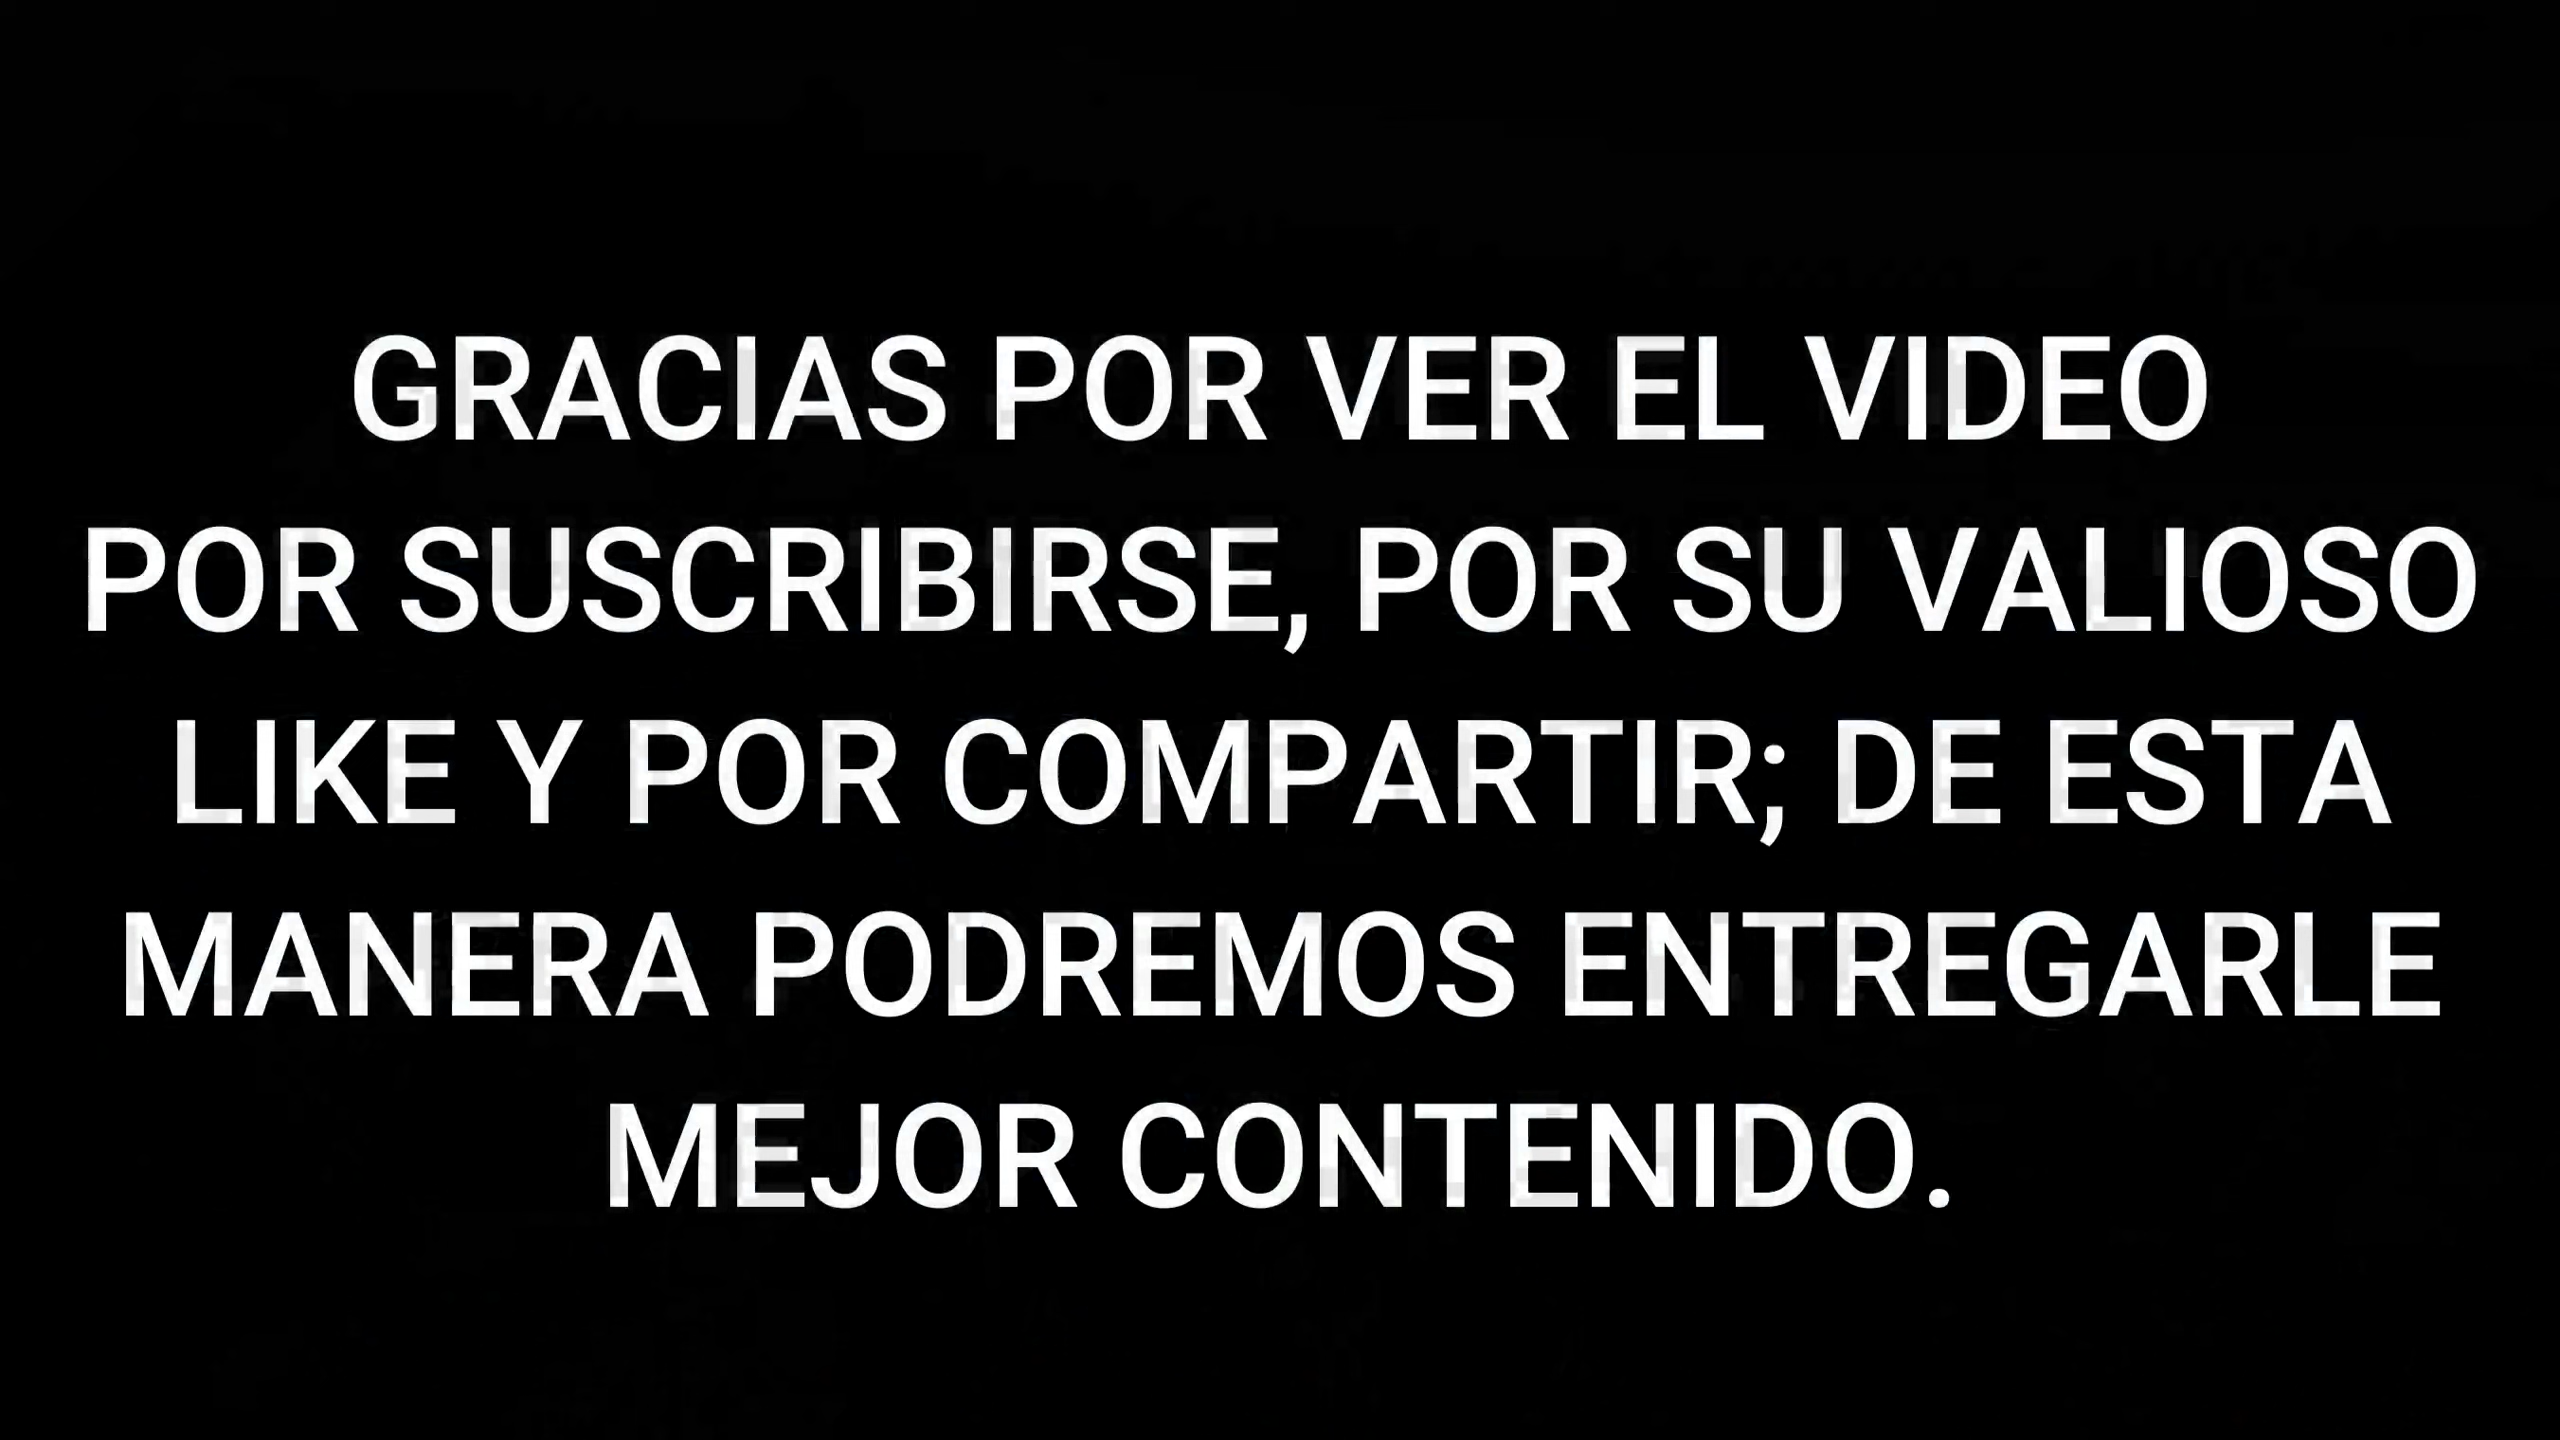 GRACIAS POR VER EL VIDEO
POR SUSCRIBIRSE, POR SU VALIOSO
LIKE Y POR COMPARTIR; DE ESTA
MANERA PODREMOS ENTREGARLE
MEJOR CONTENIDO.